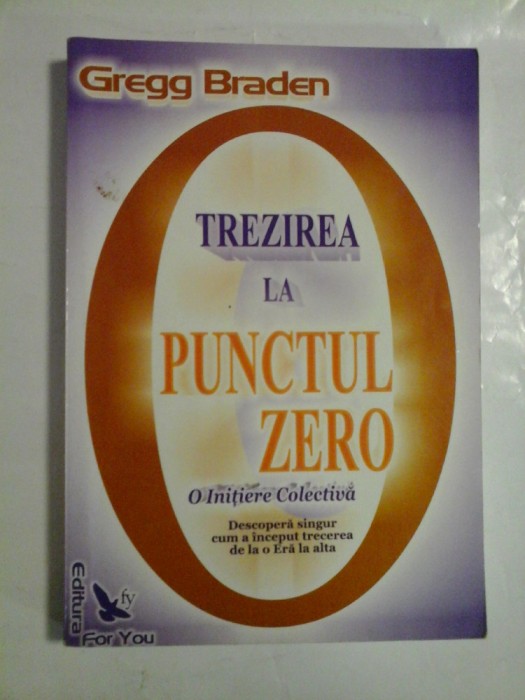 Gregg Braden
TREZIREA
LA
PUNCTUL
ZERO
O Inițiere Colectivă
Descoperă singur
cum a început trecerea
de la o Eră la alta
fy
Editura
For You